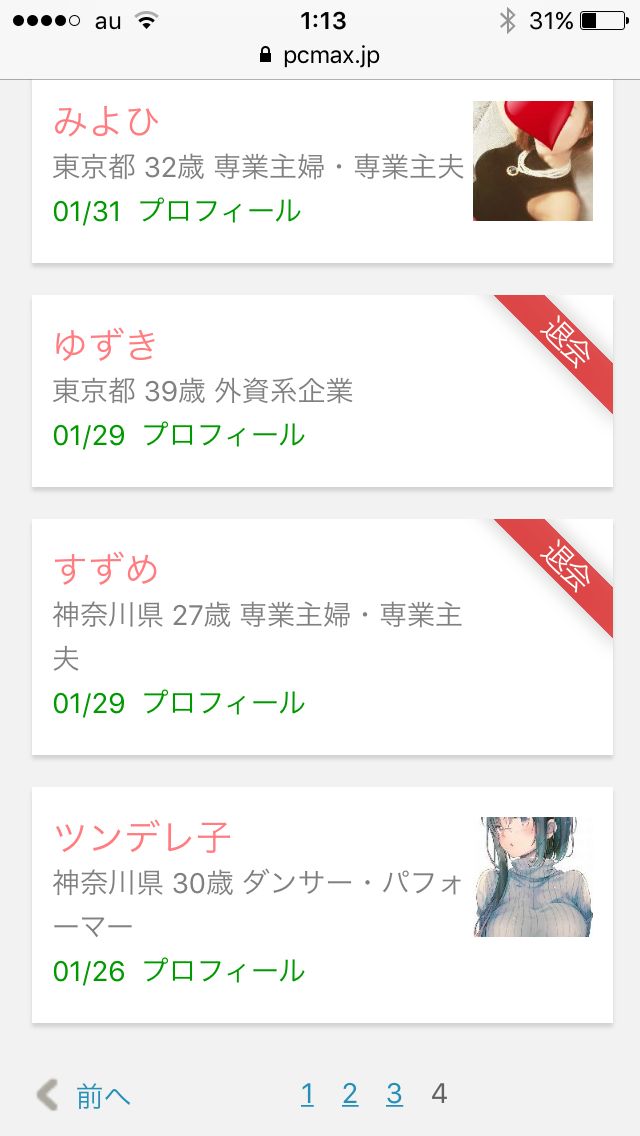 au 1:13 31%
pcmax.jp
みよひ
東京都 32歳 専業主婦・専業主夫
01/31 プロフィール
退会
ゆずき
東京都 39歳 外資系企業
01/29 プロフィール
退会
すずめ
神奈川県 27歳 専業主婦・専業主
夫
01/29 プロフィール
ツンデレ子
神奈川県 30歳 ダンサー・パフォ
ーマー
01/26 プロフィール
前へ 1 2 3 4